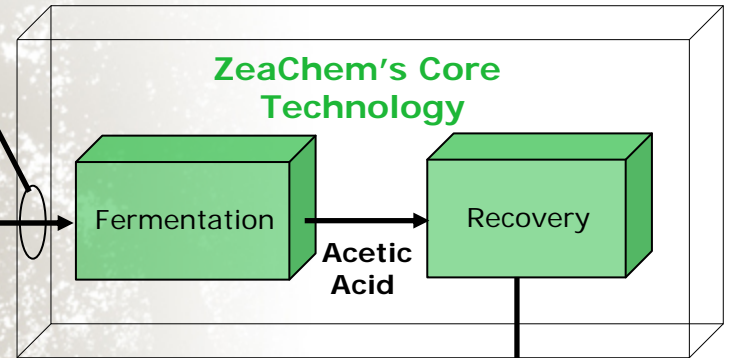 ZeaChem's Core
Technology
Fermentation
Recovery
Acetic
Acid